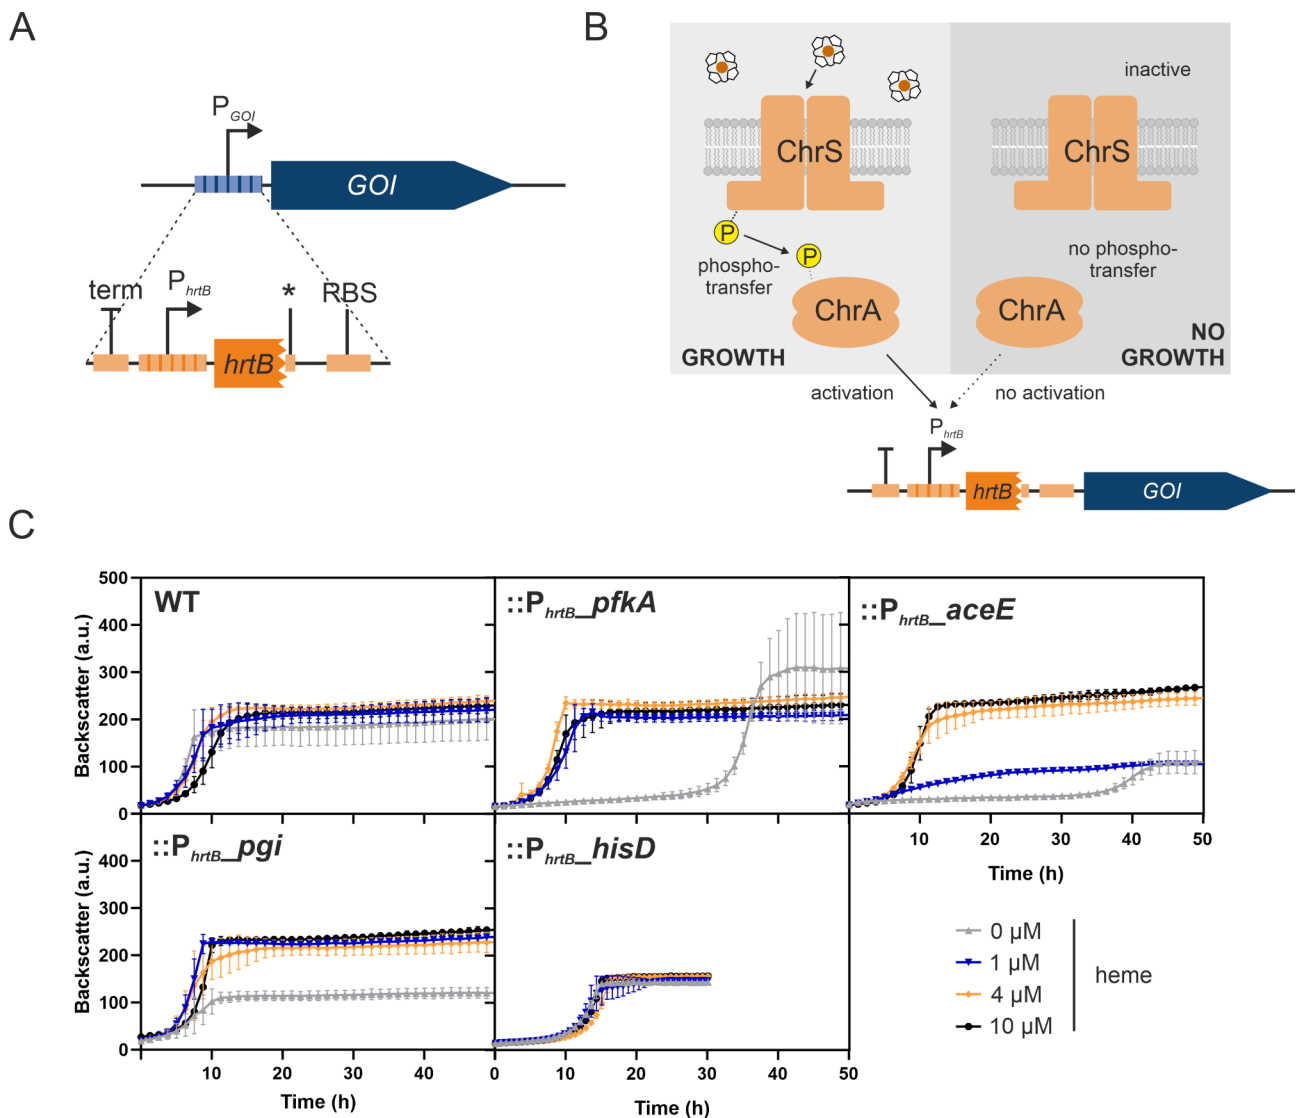 A
P GOI
GOI
term
P hrtB
*
RBS
hrtB
B
inactive
ChrS
ChrS
P
P
phospho-
transfer
no phospho-
transfer
ChrA
ChrA
GROWTH
NO
GROWTH
activation
no activation
P hrtB
hrtB
GOI
C
Backscatter (a.u.)
500
400
300
200
100
0
WT
::P hrtB_pfkA
::P hrtB_aceE
10
20
30
40
50
Time (h)
Backscatter (a.u.)
400
300
200
100
0
::P hrtB_pgi
::P hrtB_hisD
10
20
30
40
Time (h)
0
10
20
30
40
50
Time (h)
0 µM
1 µM
4 µM
10 µM
heme